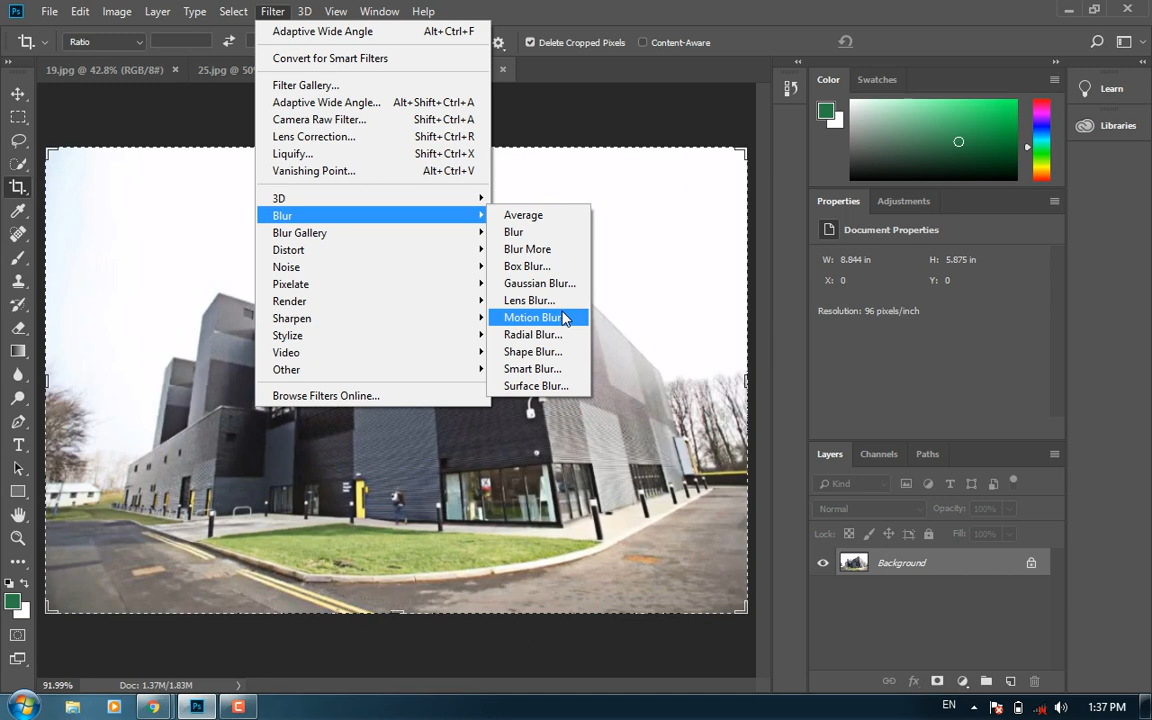 Ps File Edit Image Layer Type Select Filter 3D View Window Help
Ratio Delete Cropped Pixels Content-Aware
19.jpg @ 42.8% (RGB/8#) × 25.jpg @ 50% ×
Adaptive Wide Angle Alt+Ctrl+F
Convert for Smart Filters
Filter Gallery...
Adaptive Wide Angle... Alt+Shift+Ctrl+A
Camera Raw Filter... Shift+Ctrl+A
Lens Correction... Shift+Ctrl+R
Liquify... Shift+Ctrl+X
Vanishing Point... Alt+Ctrl+V
3D
Blur
Blur Gallery
Distort
Noise
Pixelate
Render
Sharpen
Stylize
Video
Other
Browse Filters Online...
Average
Blur
Blur More
Box Blur...
Gaussian Blur...
Lens Blur...
Motion Blur
Radial Blur...
Shape Blur...
Smart Blur...
Surface Blur...
Color Swatches
Learn
Libraries
Properties Adjustments
Document Properties
W: 8.844 in H: 5.875 in
X: 0 Y: 0
Resolution: 96 pixels/inch
Layers Channels Paths
Kind
Normal Opacity: 100%
Lock: Fill: 100%
Background
91.99% Doc: 1.37M/1.83M
Ps C EN 1:37 PM